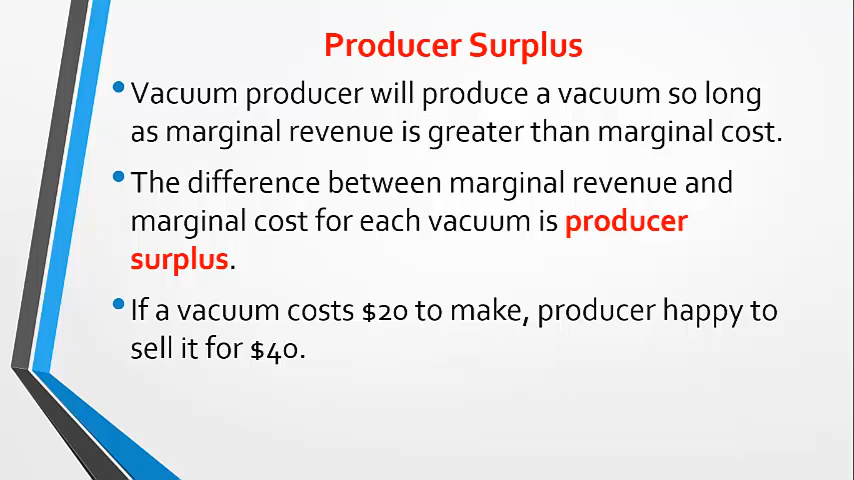 Producer Surplus
• Vacuum producer will produce a vacuum so long
as marginal revenue is greater than marginal cost.
• The difference between marginal revenue and
marginal cost for each vacuum is producer
surplus.
• If a vacuum costs $20 to make, producer happy to
sell it for $40.